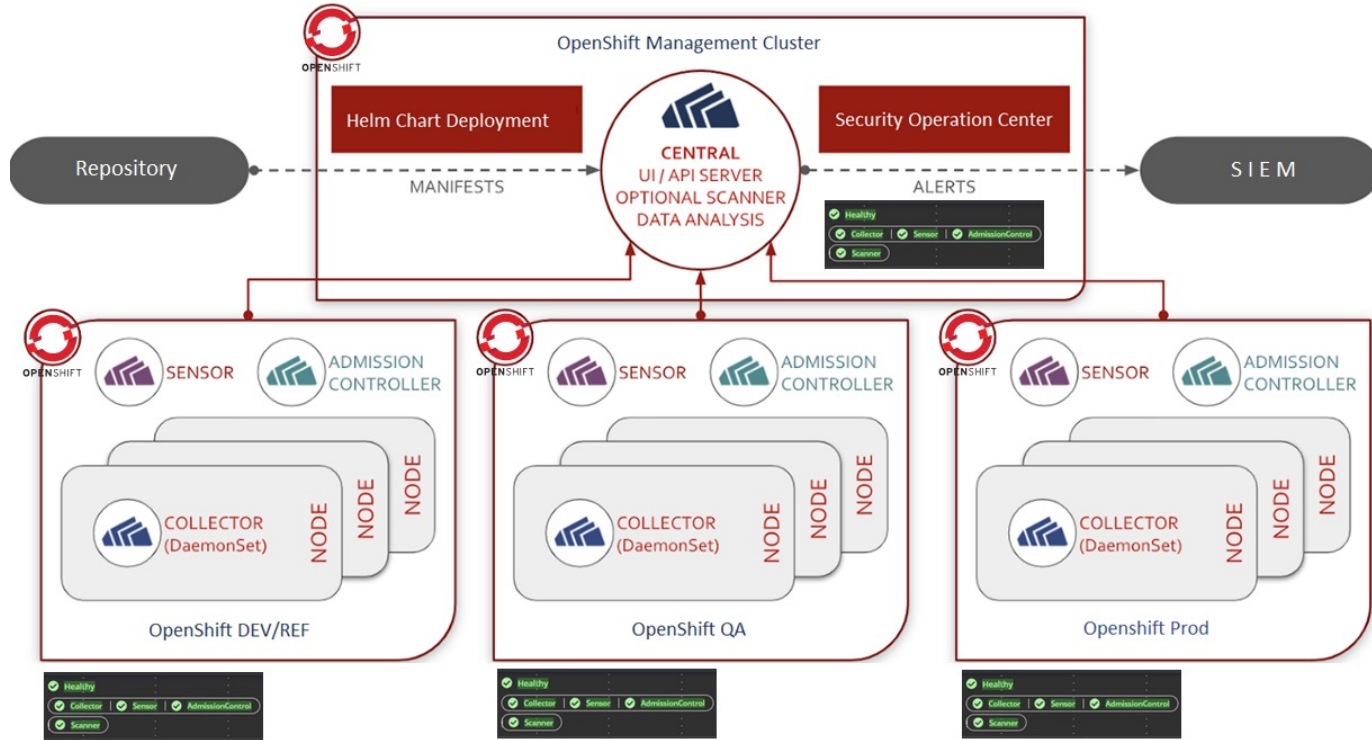 OpenShift Management Cluster
OPENSHIFT
Helm Chart Deployment
Security Operation Center
Repository
MANIFESTS
CENTRAL
UI / API SERVER
OPTIONAL SCANNER
DATA ANALYSIS
ALERTS
S I E M
Healthy
Collector | Sensor | AdmissionControl
Scanner
OPENSHIFT
SENSOR
ADMISSION
CONTROLLER
NODE
NODE
NODE
COLLECTOR
(DaemonSet)
OpenShift DEV/REF
OPENSHIFT
SENSOR
ADMISSION
CONTROLLER
NODE
NODE
NODE
COLLECTOR
(DaemonSet)
OpenShift QA
OPENSHIFT
SENSOR
ADMISSION
CONTROLLER
NODE
NODE
NODE
COLLECTOR
(DaemonSet)
Openshift Prod
Healthy
Collector | Sensor | AdmissionControl
Scanner
Healthy
Collector | Sensor | AdmissionControl
Scanner
Healthy
Collector | Sensor | AdmissionControl
Scanner